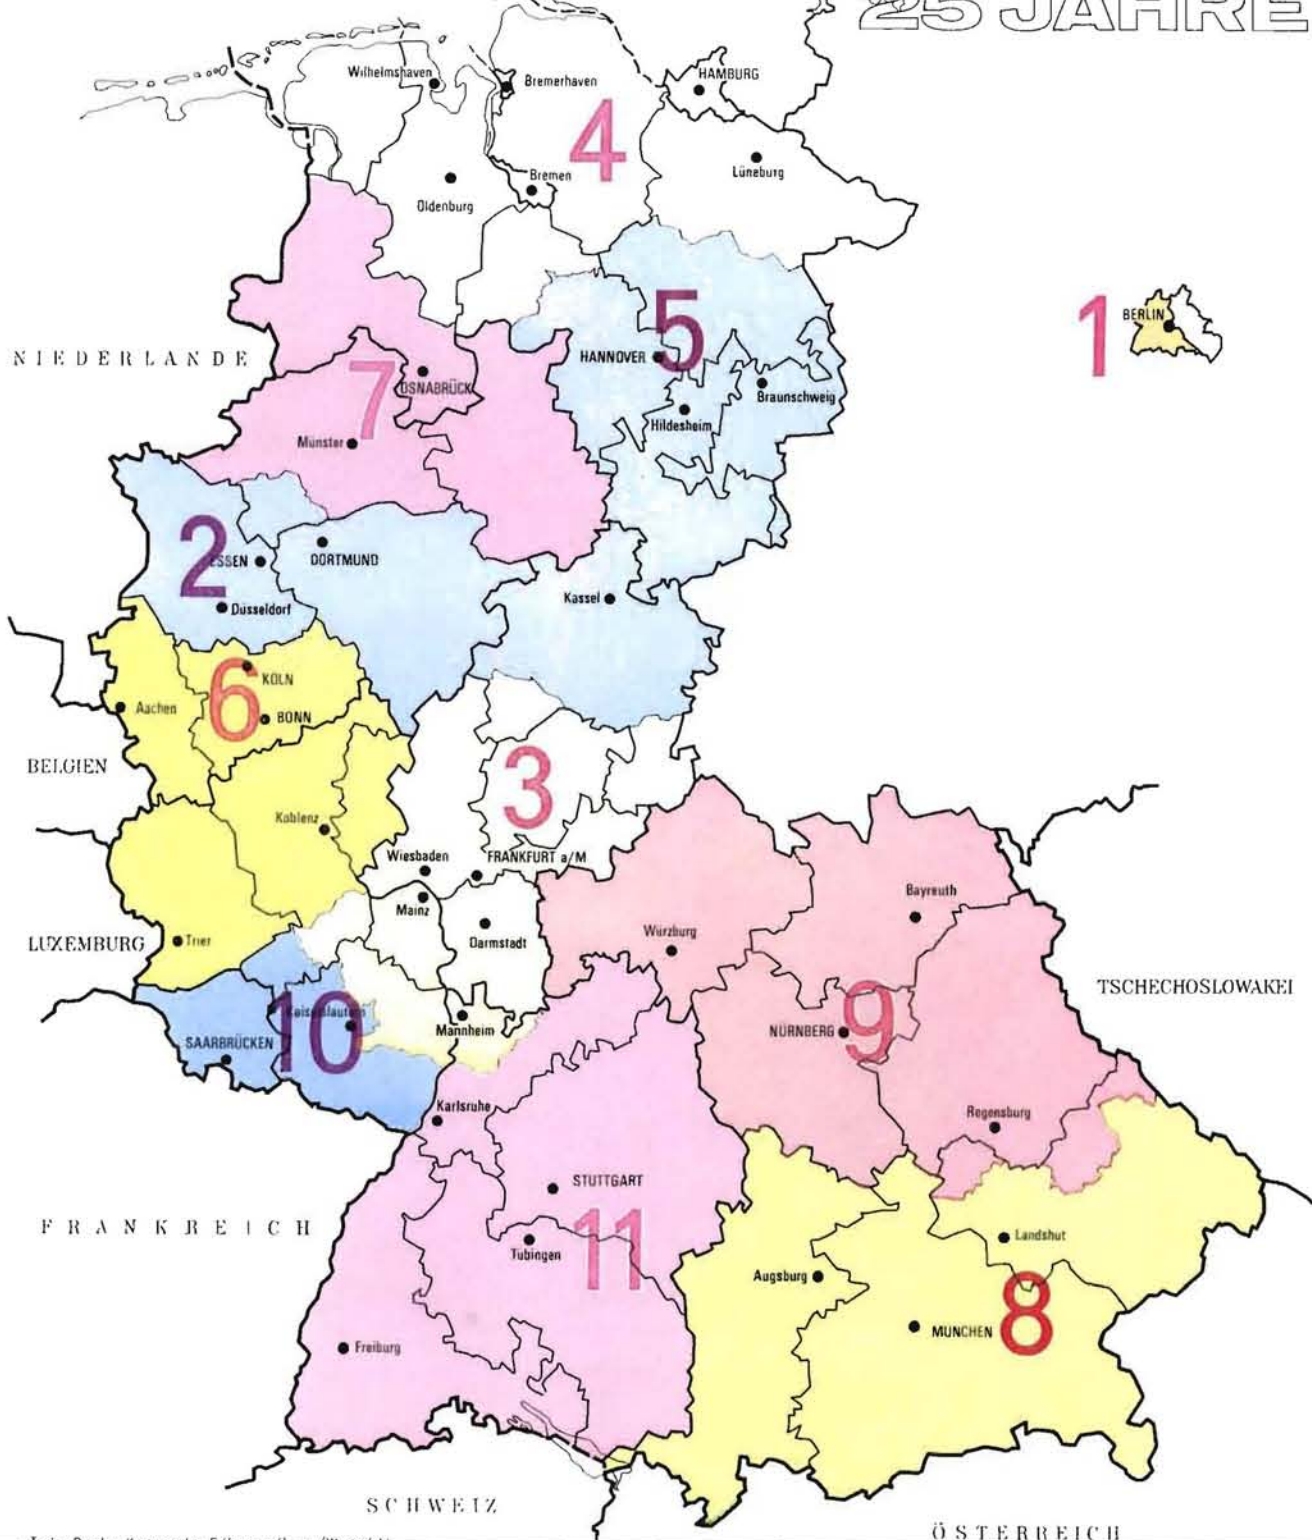 25 JAHRE
Wilhelmshaven
Bremerhaven
HAMBURG
4
Lüneburg
Bremen
Oldenburg
1
BERLIN
5
NIEDERLANDE
HANNOVER
7
OSNABRÜCK
Braunschweig
Hildesheim
Münster
2
ESSEN
DORTMUND
Kassel
Düsseldorf
6
KÖLN
Aachen
BONN
BELGIEN
3
Koblenz
Wiesbaden
FRANKFURT a/M
Bayreuth
Mainz
Würzburg
LUXEMBURG
Trier
Darmstadt
TSCHECHOSLOWAKEI
10
Kaiserslautern
Mannheim
NÜRNBERG
9
SAARBRÜCKEN
Karlsruhe
Regensburg
STUTTGART
FRANKREICH
11
Landshut
Tübingen
Augsburg
8
MÜNCHEN
Freiburg
SCHWEIZ
ÖSTERREICH